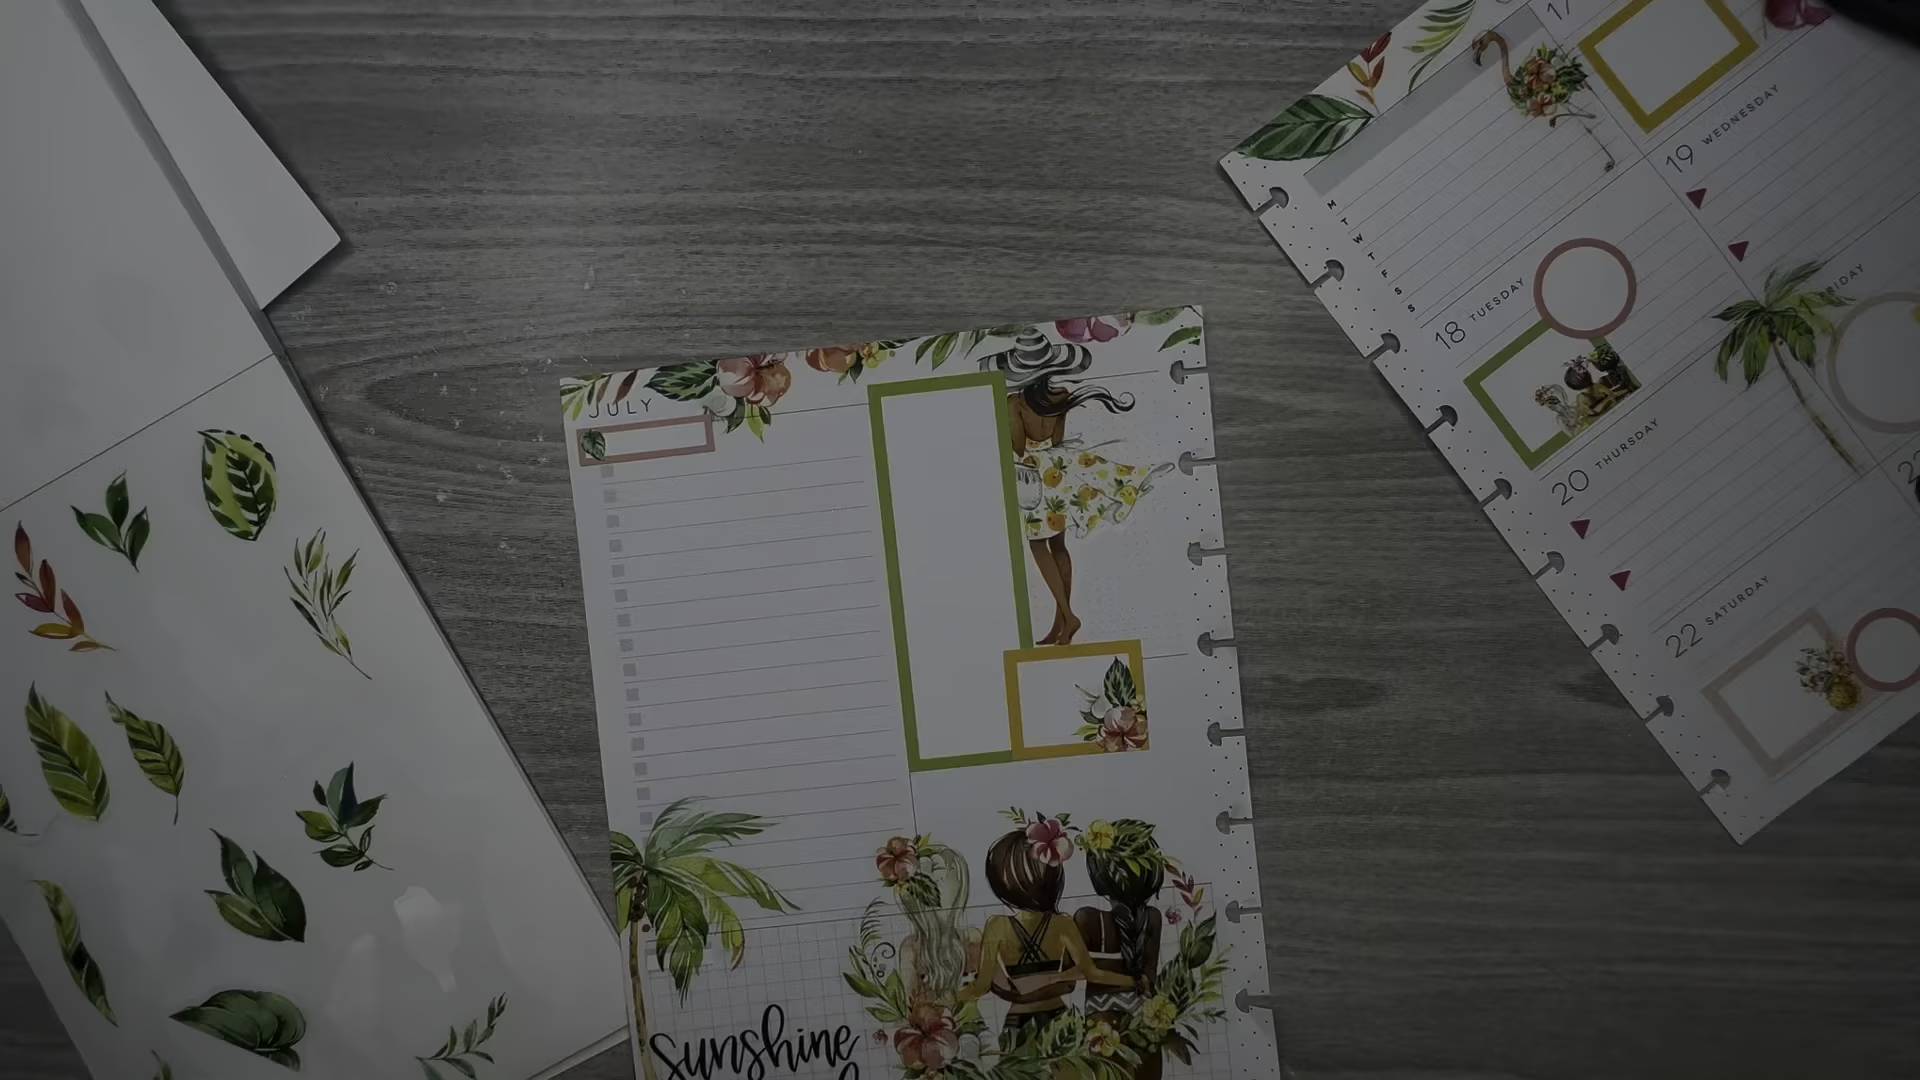 JULY
sunshine
17
19 WEDNESDAY
M
T
W
T
F
S
S
18 TUESDAY
20 THURSDAY
22 SATURDAY